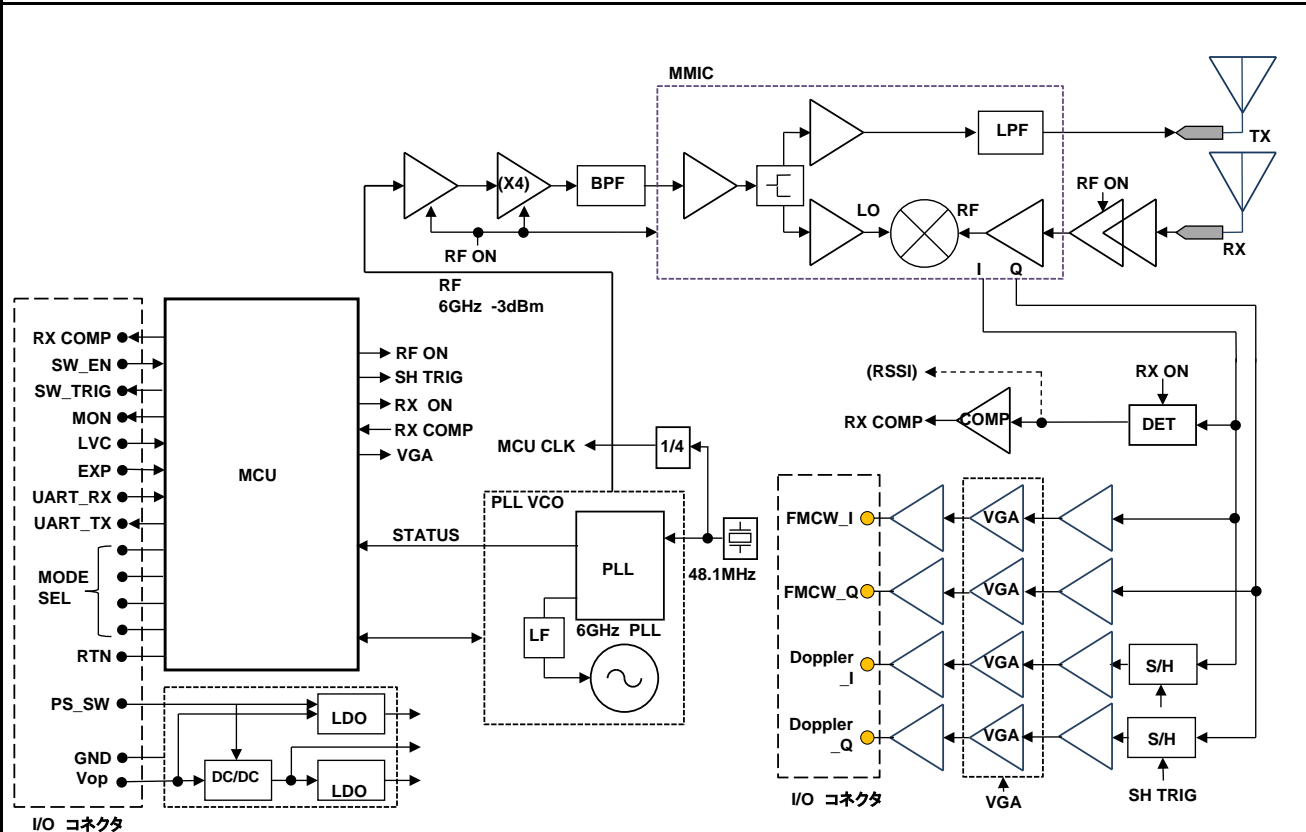 MMIC
LPF
TX
(X4)
BPF
RF ON
LO
RF
RX
RF ON
I
Q
RF
6GHz -3dBm
RX COMP
SW_EN
SW_TRIG
MON
LVC
EXP
UART_RX
UART_TX
MODE
SEL
RTN
PS_SW
GND
Vop
I/O コネクタ
MCU
RF ON
SH TRIG
RX ON
RX COMP
VGA
STATUS
LDO
DC/DC
LDO
MCU CLK
1/4
PLL VCO
PLL
48.1MHz
6GHz PLL
LF
(RSSI)
RX ON
RX COMP
COMP
DET
FMCW_I
VGA
FMCW_Q
VGA
Doppler
_I
VGA
S/H
Doppler
_Q
VGA
S/H
I/O コネクタ
VGA
SH TRIG